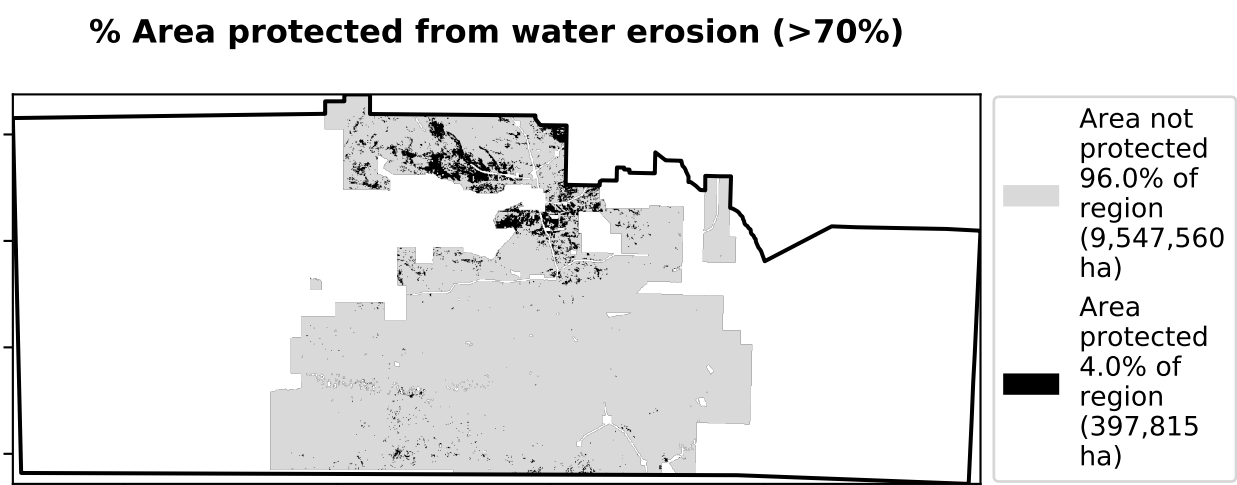 % Area protected from water erosion (>70%)
Area not
protected
96.0% of
region
(9,547,560
ha)
Area
protected
4.0% of
region
(397,815
ha)